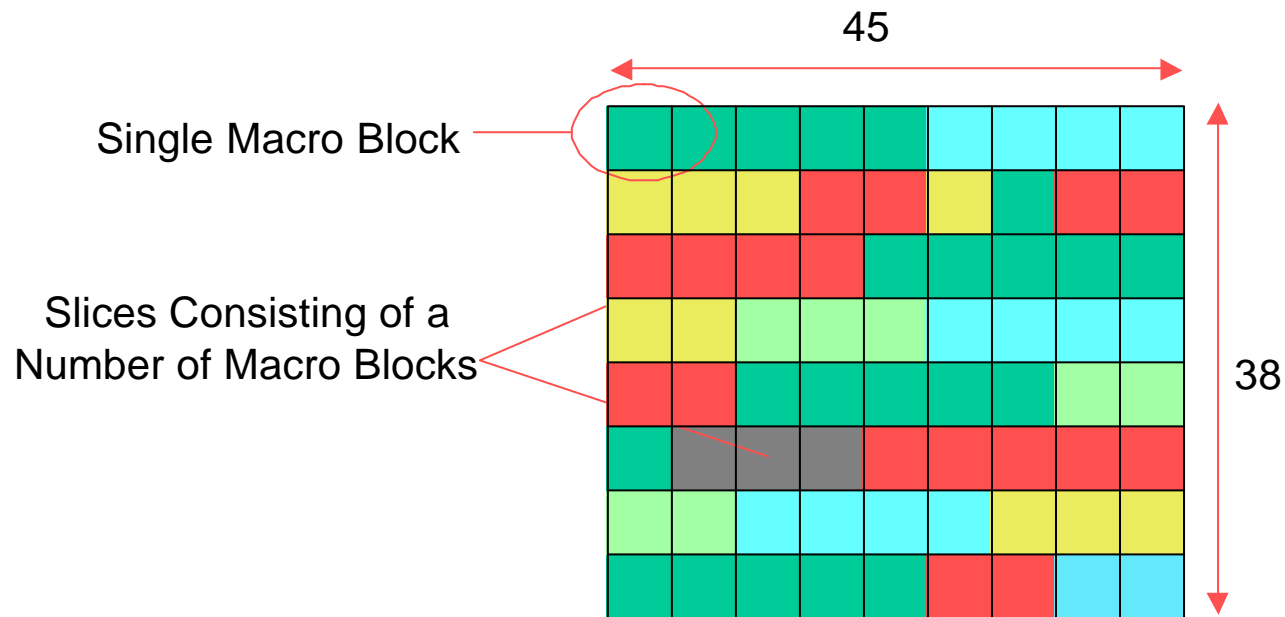 45
Single Macro Block
Slices Consisting of a
Number of Macro Blocks
38